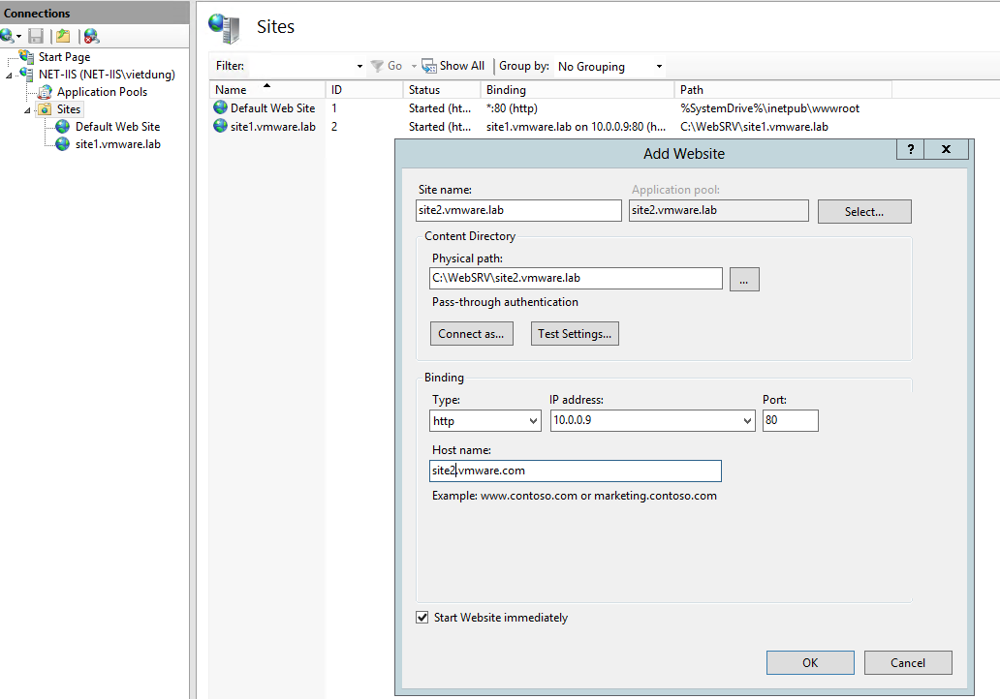 Connections
Start Page
NET-IIS (NET-IIS\vietdung)
Application Pools
Sites
Default Web Site
site1.vmware.lab
Sites
Filter: Go Show All Group by: No Grouping
Name ID Status Binding Path
Default Web Site 1 Started (ht... *:80 (http) %SystemDrive%\inetpub\wwwroot
site1.vmware.lab 2 Started (ht... site1.vmware.lab on 10.0.0.9:80 (h... C:\WebSRV\site1.vmware.lab
Add Website ? x
Site name: Application pool:
site2.vmware.lab site2.vmware.lab Select...
Content Directory
Physical path:
C:\WebSRV\site2.vmware.lab ...
Pass-through authentication
Connect as... Test Settings...
Binding
Type: IP address: Port:
http 10.0.0.9 80
Host name:
site2.vmware.com
Example: www.contoso.com or marketing.contoso.com
Start Website immediately
OK Cancel